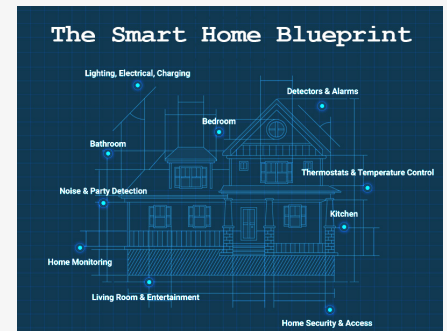 The Smart Home Blueprint
Lighting, Electrical, Charging
Detectors & Alarms
Bedroom
Bathroom
Thermostats & Temperature Control
Noise & Party Detection
Kitchen
Home Monitoring
Living Room & Entertainment
Home Security & Access